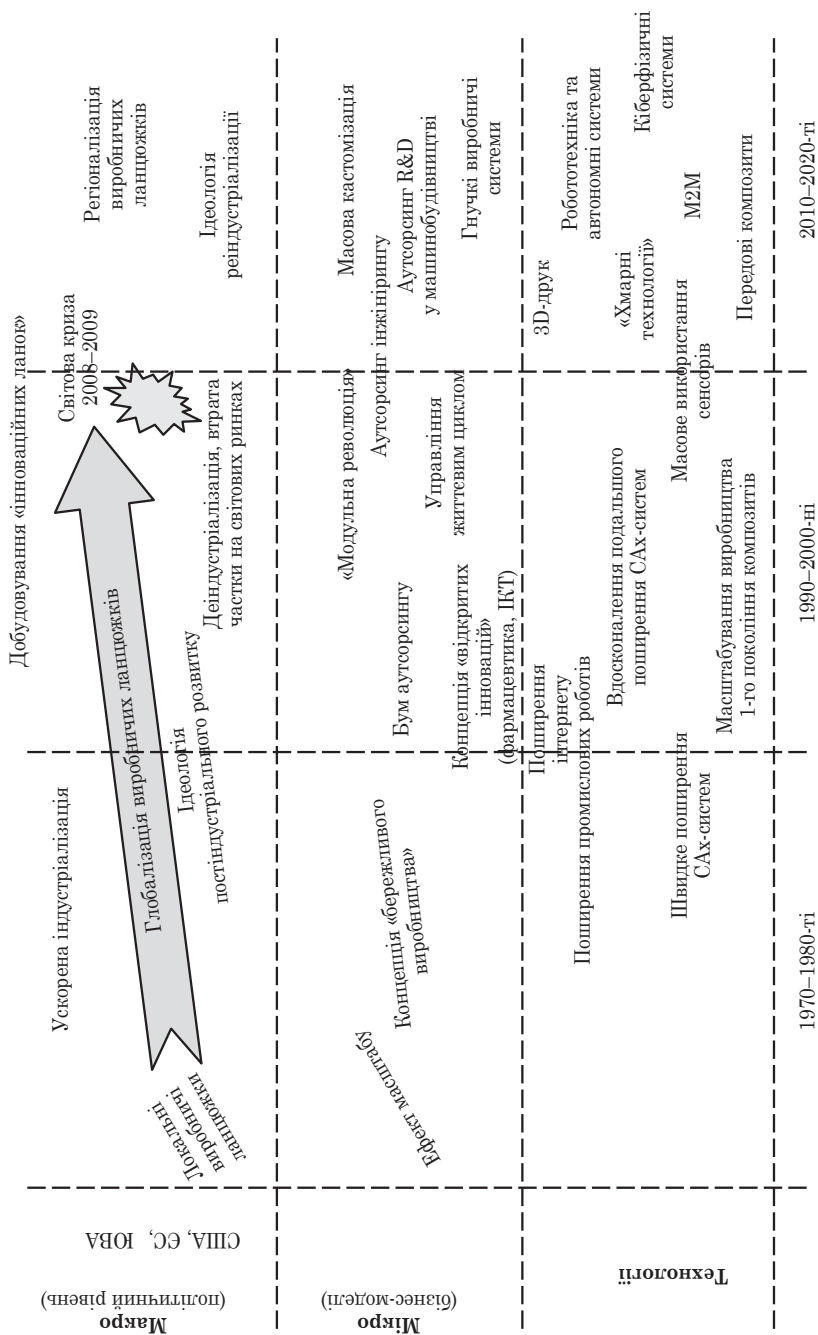 Макро
(політичний рівень)
США, ЄС, ЮВА
Локальні
виробничі
ланцюжки
Ускорена індустріалізація
Глобалізація виробничих ланцюжків
Ідеологія
постіндустріального розвитку
Добудовування «інноваційних ланок»
Світова криза
2008–2009
Деіндустріалізація, втрата
частки на світових ринках
Регіоналізація
виробничих
ланцюжків
Ідеологія
реіндустріалізації
Мікро
(бізнес-моделі)
Ефект масштабу
Концепція «бережливого
виробництва»
Бум аутсорсингу
Концепція «відкритих
інновацій»
(фармацевтика, ІКТ)
«Модульна революція»
Аутсорсинг інжинірингу
Управління
життєвим циклом
Масова кастомізація
Аутсорсинг R&D
у машинобудівництві
Гнучкі виробничі
системи
Технології
Поширення промислових роботів
Швидке поширення
САх-систем
Поширення
інтернету
Вдосконалення подальшого
поширення САх-систем
Масштабування виробництва
1-го покоління композитів
Масове використання
сенсорів
3D-друк
Робототехніка та
автономні системи
«Хмарні
технології»
Кіберфізичні
системи
М2М
Передові композити
1970–1980-ті
1990–2000-ні
2010–2020-ті